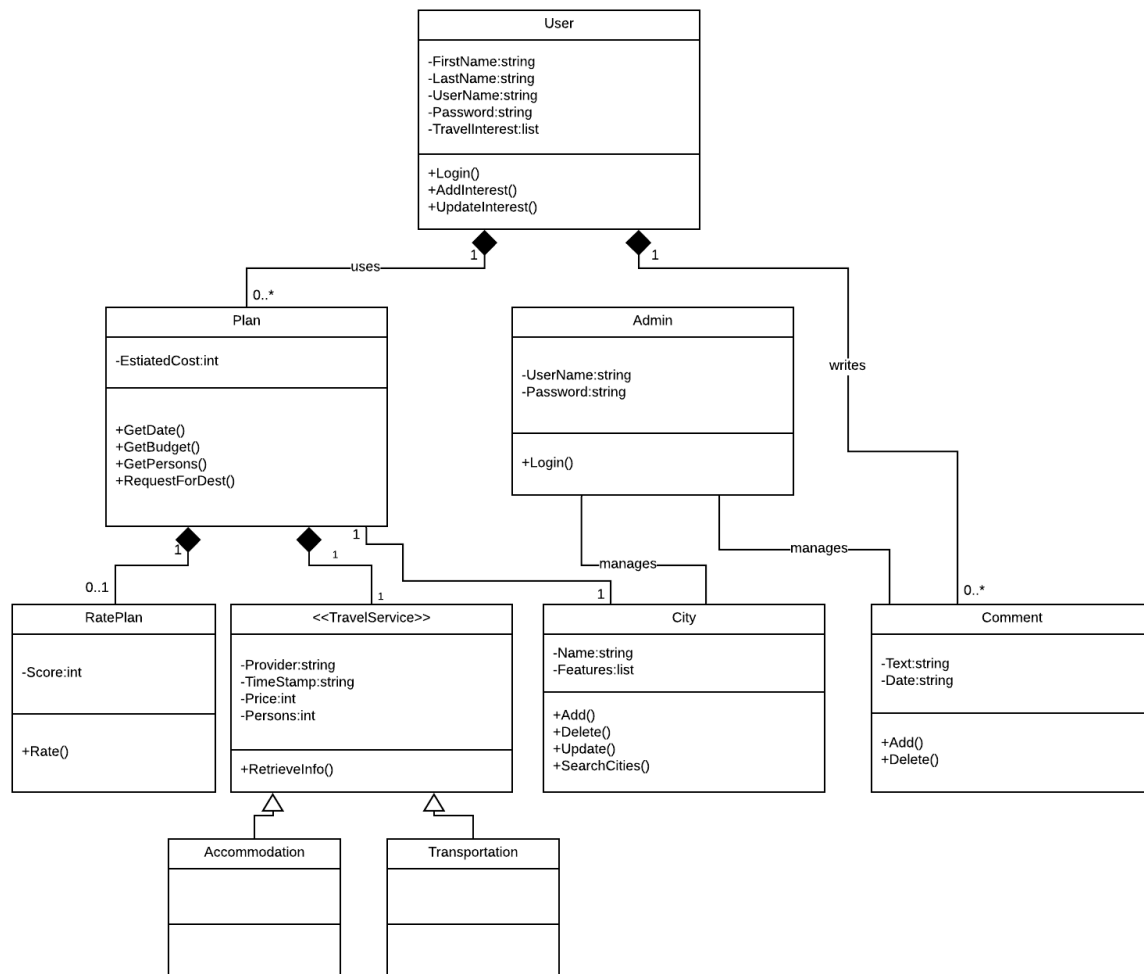 User
-FirstName:string
-LastName:string
-UserName:string
-Password:string
-TravelInterest:list
+Login()
+AddInterest()
+UpdateInterest()
1
1
uses
0..*
Plan
-EstiatedCost:int
+GetDate()
+GetBudget()
+GetPersons()
+RequestForDest()
Admin
-UserName:string
-Password:string
+Login()
writes
1
1
1
manages
manages
0..1
1
1
0..*
RatePlan
-Score:int
+Rate()
<<TravelService>>
-Provider:string
-TimeStamp:string
-Price:int
-Persons:int
+RetrieveInfo()
City
-Name:string
-Features:list
+Add()
+Delete()
+Update()
+SearchCities()
Comment
-Text:string
-Date:string
+Add()
+Delete()
Accommodation
Transportation